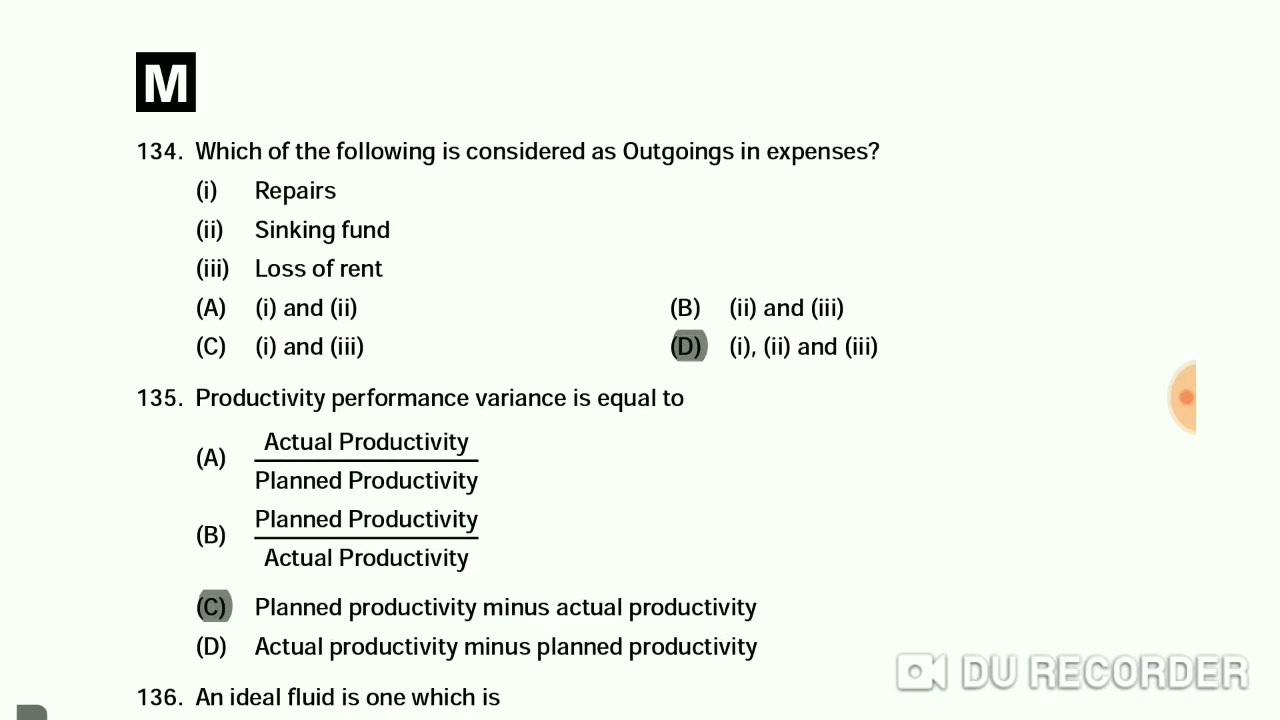 M
134. Which of the following is considered as Outgoings in expenses?
(i) Repairs
(ii) Sinking fund
(iii) Loss of rent
(A) (i) and (ii) (B) (ii) and (iii)
(C) (i) and (iii) (D) (i), (ii) and (iii)
135. Productivity performance variance is equal to
(A) Actual Productivity
Planned Productivity
(B) Planned Productivity
Actual Productivity
(C) Planned productivity minus actual productivity
(D) Actual productivity minus planned productivity
136. An ideal fluid is one which is
DU RECORDER